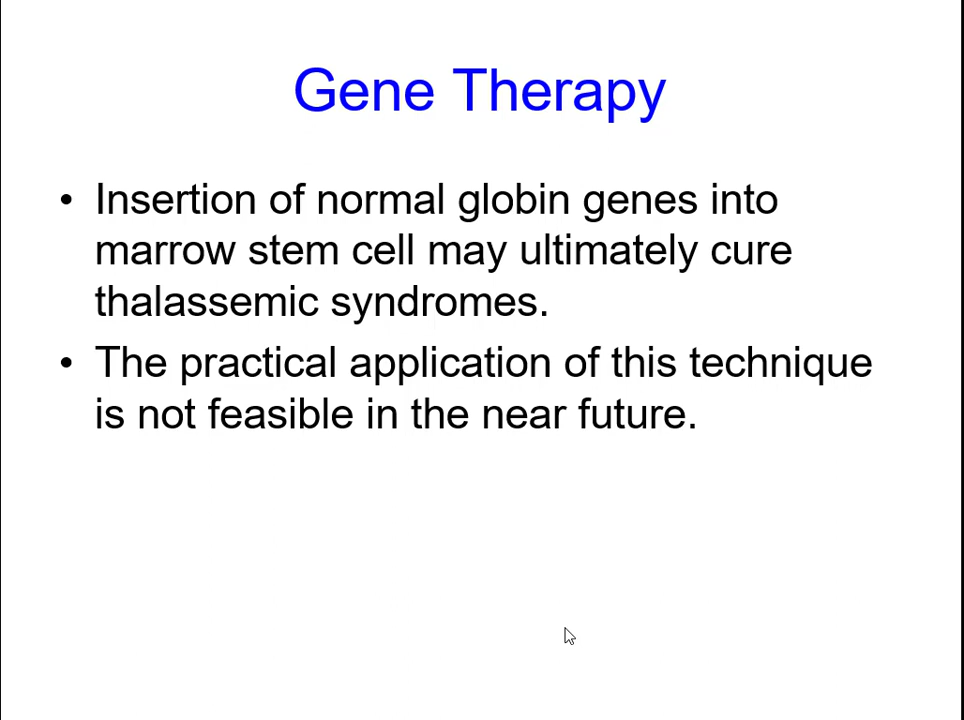 Gene Therapy
• Insertion of normal globin genes into
marrow stem cell may ultimately cure
thalassemic syndromes.
• The practical application of this technique
is not feasible in the near future.